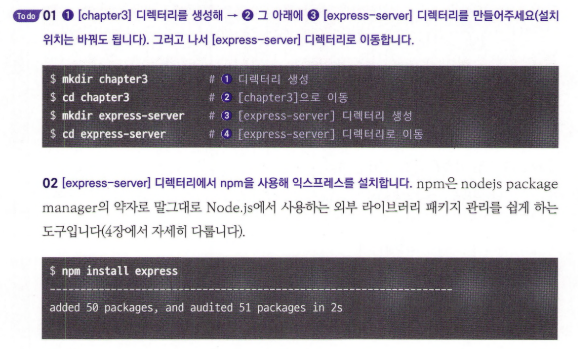 To do 01 ❶ [chapter3] 디렉터리를 생성해 → ❷ 그 아래에 ❸ [express-server] 디렉터리를 만들어주세요(설치
위치는 바꿔도 됩니다). 그러고 나서 [express-server] 디렉터리로 이동합니다.
$ mkdir chapter3 # ❶ 디렉터리 생성
$ cd chapter3 # ❷ [chapter3]으로 이동
$ mkdir express-server # ❸ [express-server] 디렉터리 생성
$ cd express-server # ❹ [express-server] 디렉터리로 이동
02 [express-server] 디렉터리에서 npm을 사용해 익스프레스를 설치합니다. npm은 nodejs package
manager의 약자로 말그대로 Node.js에서 사용하는 외부 라이브러리 패키지 관리를 쉽게 하는
도구입니다(4장에서 자세히 다룹니다).
$ npm install express
------------------------------------------------------------------
added 50 packages, and audited 51 packages in 2s